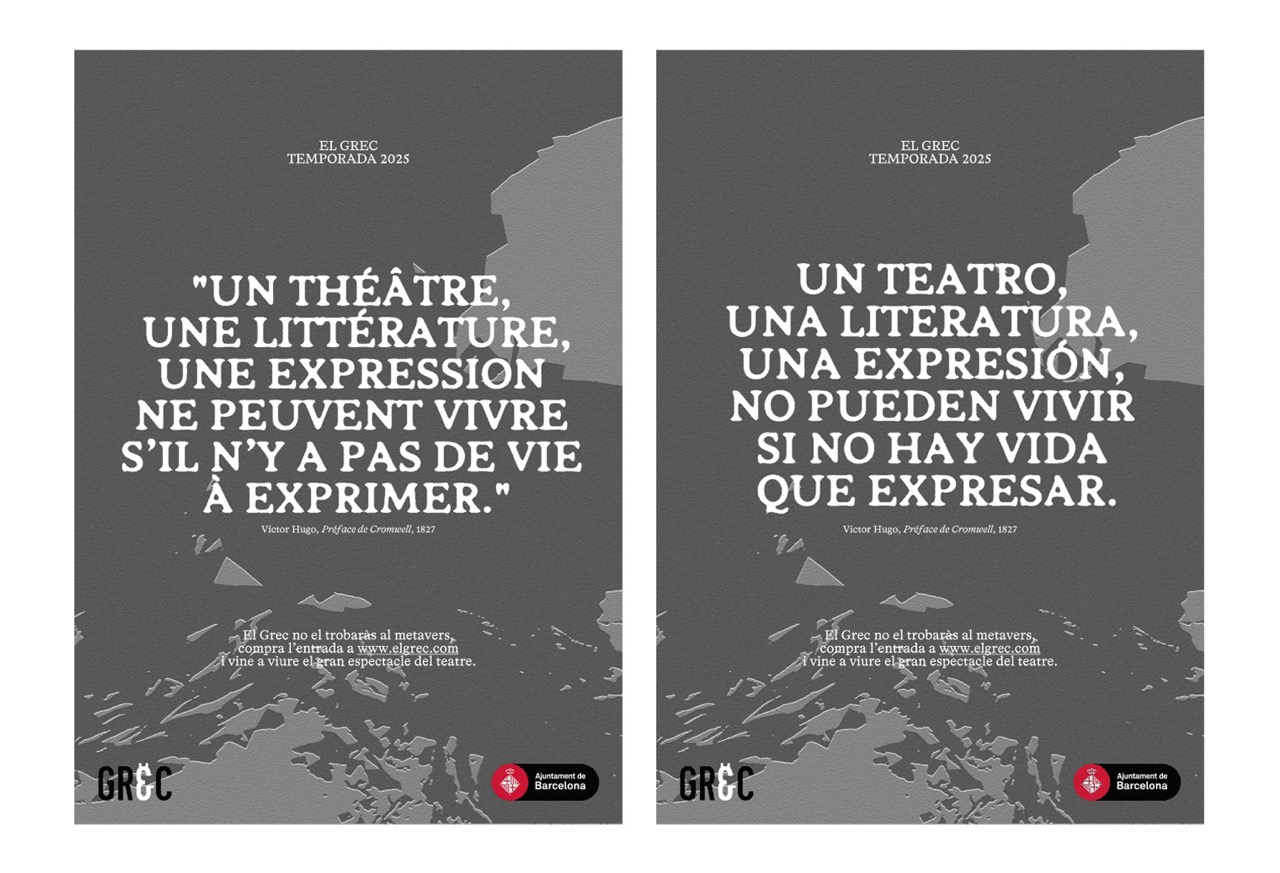 EL GREC
TEMPORADA 2025
"UN THÉÂTRE,
UNE LITTÉRATURE,
UNE EXPRESSION
NE PEUVENT VIVRE
S’IL N’Y A PAS DE VIE
À EXPRIMER."
Víctor Hugo, Préface de Cromwell, 1827
El Grec no el trobaràs al metavers,
compra l’entrada a www.elgrec.com
i vine a viure el gran espectacle del teatre.
GREC
Ajuntament de
Barcelona
EL GREC
TEMPORADA 2025
UN TEATRO,
UNA LITERATURA,
UNA EXPRESIÓN,
NO PUEDEN VIVIR
SI NO HAY VIDA
QUE EXPRESAR.
Víctor Hugo, Préface de Cromwell, 1827
El Grec no el trobaràs al metavers,
compra l’entrada a www.elgrec.com
i vine a viure el gran espectacle del teatre.
GREC
Ajuntament de
Barcelona